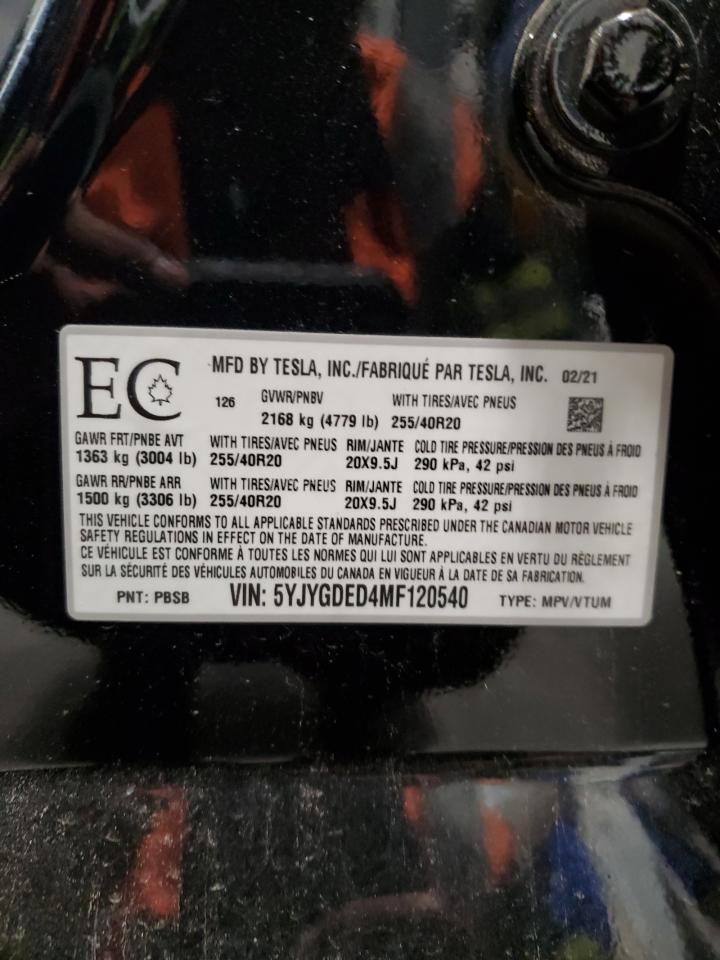 EC
MFD BY TESLA, INC./FABRIQUÉ PAR TESLA, INC. 02/21
126
GVWR/PNBV WITH TIRES/AVEC PNEUS
2168 kg (4779 lb) 255/40R20
GAWR FRT/PNBE AVT WITH TIRES/AVEC PNEUS RIM/JANTE COLD TIRE PRESSURE/PRESSION DES PNEUS À FROID
1363 kg (3004 lb) 255/40R20 20X9.5J 290 kPa, 42 psi
GAWR RR/PNBE ARR WITH TIRES/AVEC PNEUS RIM/JANTE COLD TIRE PRESSURE/PRESSION DES PNEUS À FROID
1500 kg (3306 lb) 255/40R20 20X9.5J 290 kPa, 42 psi
THIS VEHICLE CONFORMS TO ALL APPLICABLE STANDARDS PRESCRIBED UNDER THE CANADIAN MOTOR VEHICLE
SAFETY REGULATIONS IN EFFECT ON THE DATE OF MANUFACTURE.
CE VÉHICULE EST CONFORME À TOUTES LES NORMES QUI LUI SONT APPLICABLES EN VERTU DU RÈGLEMENT
SUR LA SÉCURITÉ DES VÉHICULES AUTOMOBILES DU CANADA EN VIGUEUR À LA DATE DE SA FABRICATION.
PNT: PBSB VIN: 5YJYGDED4MF120540 TYPE: MPV/VTUM